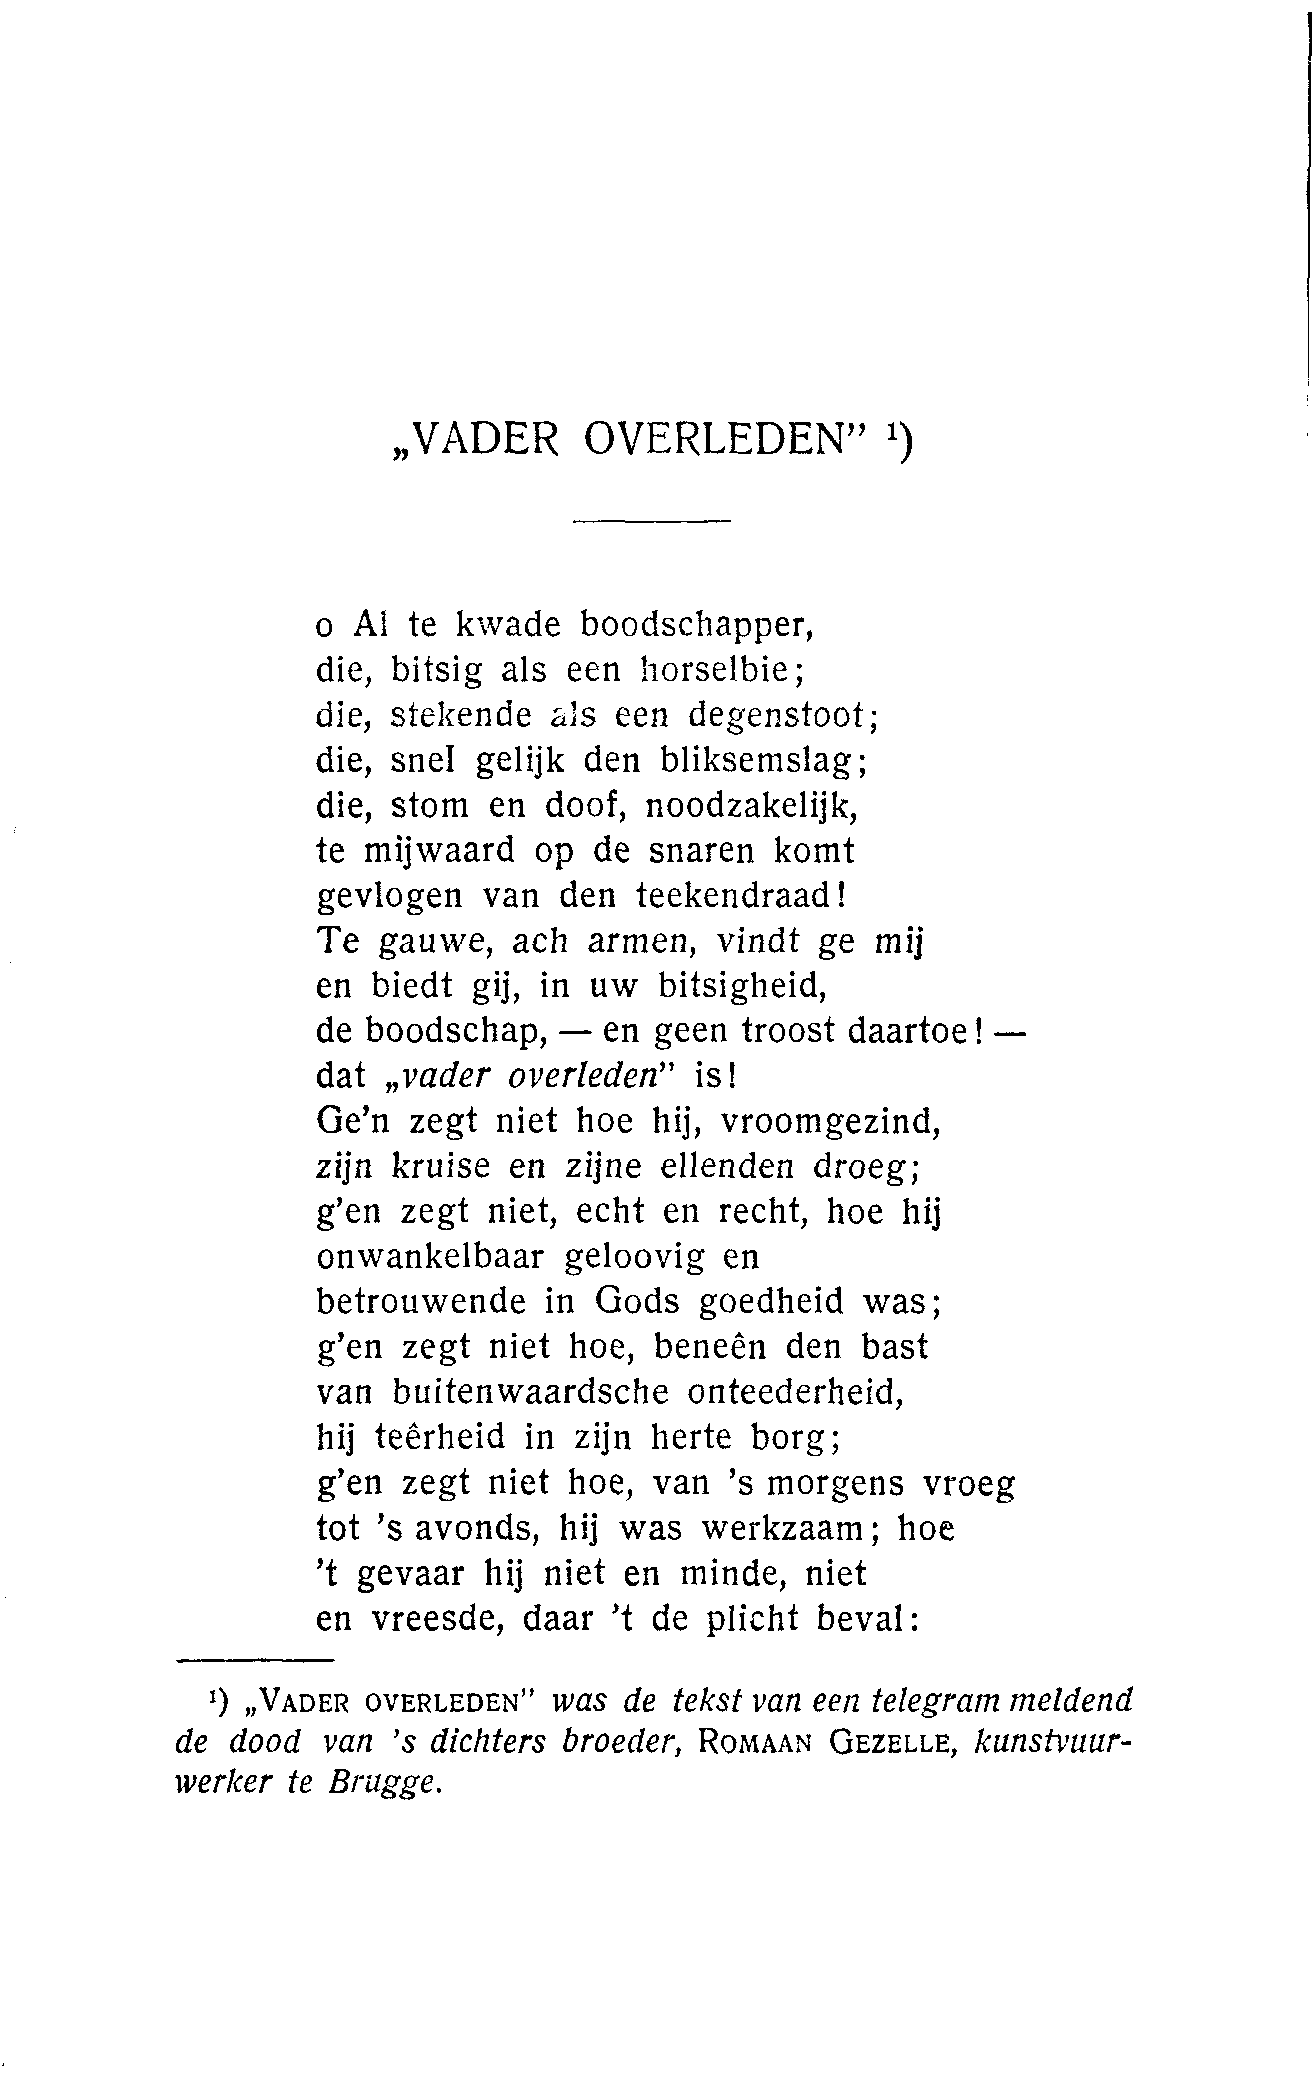 „VADER OVERLEDEN” ¹)
o Al te kwade boodschapper,
die, bitsig als een horselbie;
die, stekende als een degenstoot;
die, snel gelijk den bliksemslag;
die, stom en doof, noodzakelijk,
te mijwaard op de snaren komt
gevlogen van den teekendraad!
Te gauwe, ach armen, vindt ge mij
en biedt gij, in uw bitsigheid,
de boodschap, — en geen troost daartoe! —
dat „vader overleden” is!
Ge’n zegt niet hoe hij, vroomgezind,
zijn kruise en zijne ellenden droeg;
g’en zegt niet, echt en recht, hoe hij
onwankelbaar geloovig en
betrouwende in Gods goedheid was;
g’en zegt niet hoe, beneên den bast
van buitenwaardsche onteederheid,
hij teêrheid in zijn herte borg;
g’en zegt niet hoe, van ’s morgens vroeg
tot ’s avonds, hij was werkzaam; hoe
’t gevaar hij niet en minde, niet
en vreesde, daar ’t de plicht beval:
¹) „VADER OVERLEDEN” was de tekst van een telegram meldend
de dood van ’s dichters broeder, ROMAAN GEZELLE, kunstvuur-
werker te Brugge.